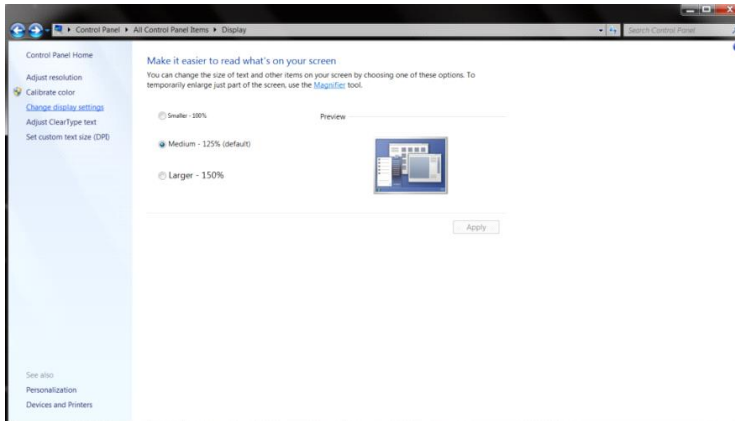 Control Panel ▸ All Control Panel Items ▸ Display
Search Control Panel
Control Panel Home
Adjust resolution
Calibrate color
Change display settings
Adjust ClearType text
Set custom text size (DPI)
Make it easier to read what's on your screen
You can change the size of text and other items on your screen by choosing one of these options. To
temporarily enlarge just part of the screen, use the Magnifier tool.
Smaller - 100%
Preview
Medium - 125% (default)
Larger - 150%
Apply
See also
Personalization
Devices and Printers